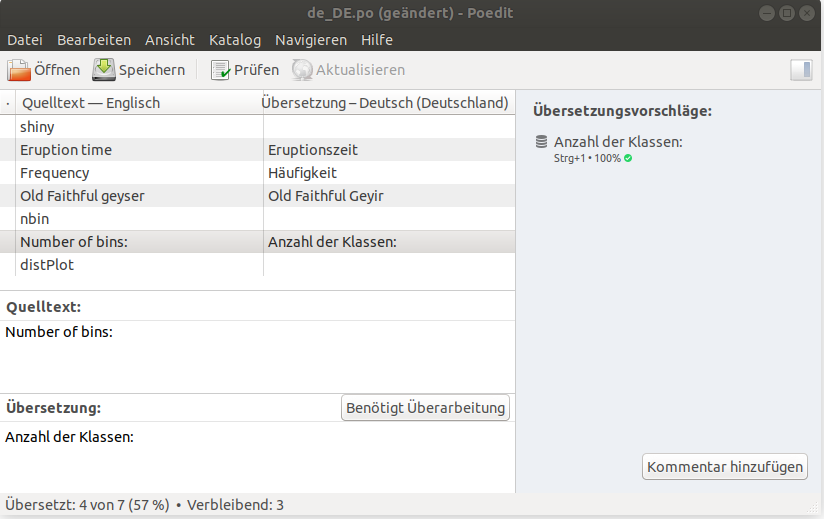 de_DE.po (geändert) - Poedit
Datei Bearbeiten Ansicht Katalog Navigieren Hilfe
Öffnen Speichern Prüfen Aktualisieren
· Quelltext — Englisch Übersetzung – Deutsch (Deutschland)
shiny
Eruption time Eruptionszeit
Frequency Häufigkeit
Old Faithful geyser Old Faithful Geyir
nbin
Number of bins: Anzahl der Klassen:
distPlot
Quelltext:
Number of bins:
Übersetzung: Benötigt Überarbeitung
Anzahl der Klassen:
Übersetzungsvorschläge:
Anzahl der Klassen:
Strg+1 • 100%
Kommentar hinzufügen
Übersetzt: 4 von 7 (57 %) • Verbleibend: 3